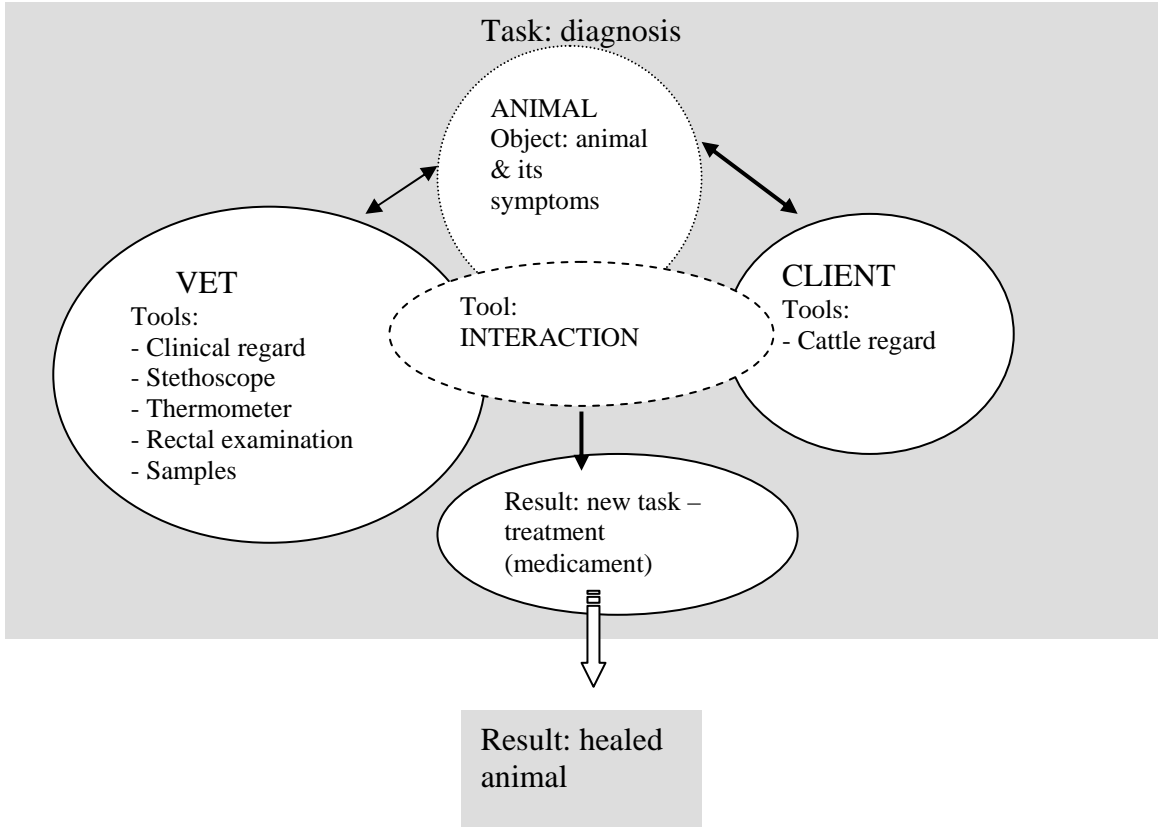 Task: diagnosis
ANIMAL
Object: animal
& its
symptoms
VET
Tools:
- Clinical regard
- Stethoscope
- Thermometer
- Rectal examination
- Samples
Tool:
INTERACTION
CLIENT
Tools:
- Cattle regard
Result: new task –
treatment
(medicament)
Result: healed
animal